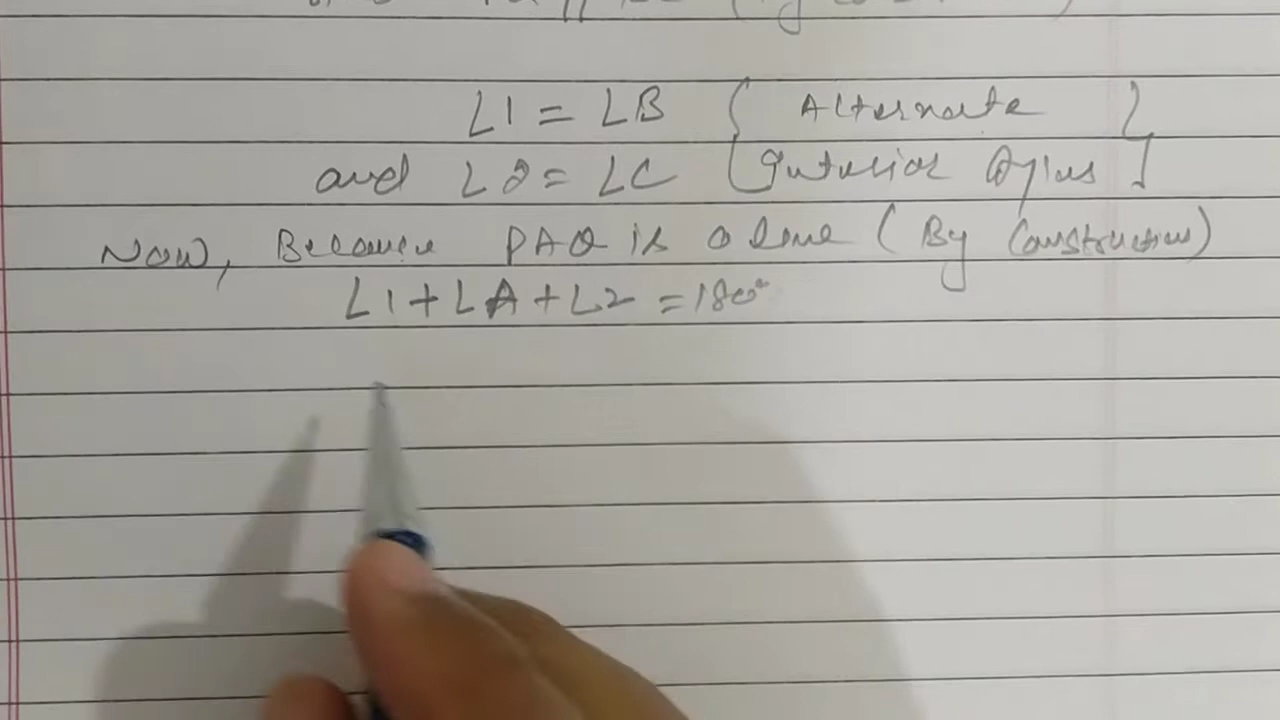 ∠1 = ∠B { Alternate }
and ∠2 = ∠C [ Interior Angles ]
Now, Because PAQ is a line ( By Construction )
∠1 + ∠A + ∠2 = 180°